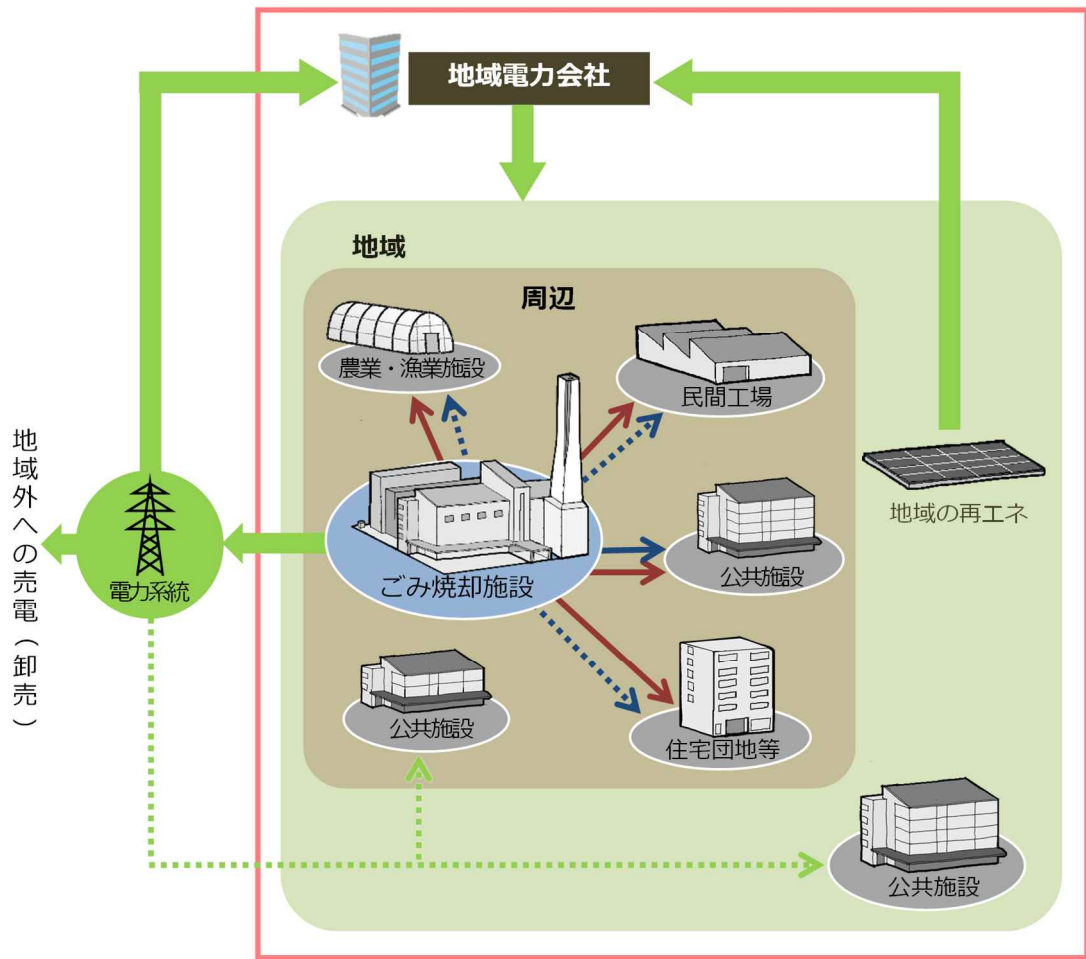 地域電力会社
地域
周辺
農業・漁業施設
民間工場
地域の再エネ
公共施設
ごみ焼却施設
電力系統
地域外への売電(卸売)
公共施設
住宅団地等
公共施設